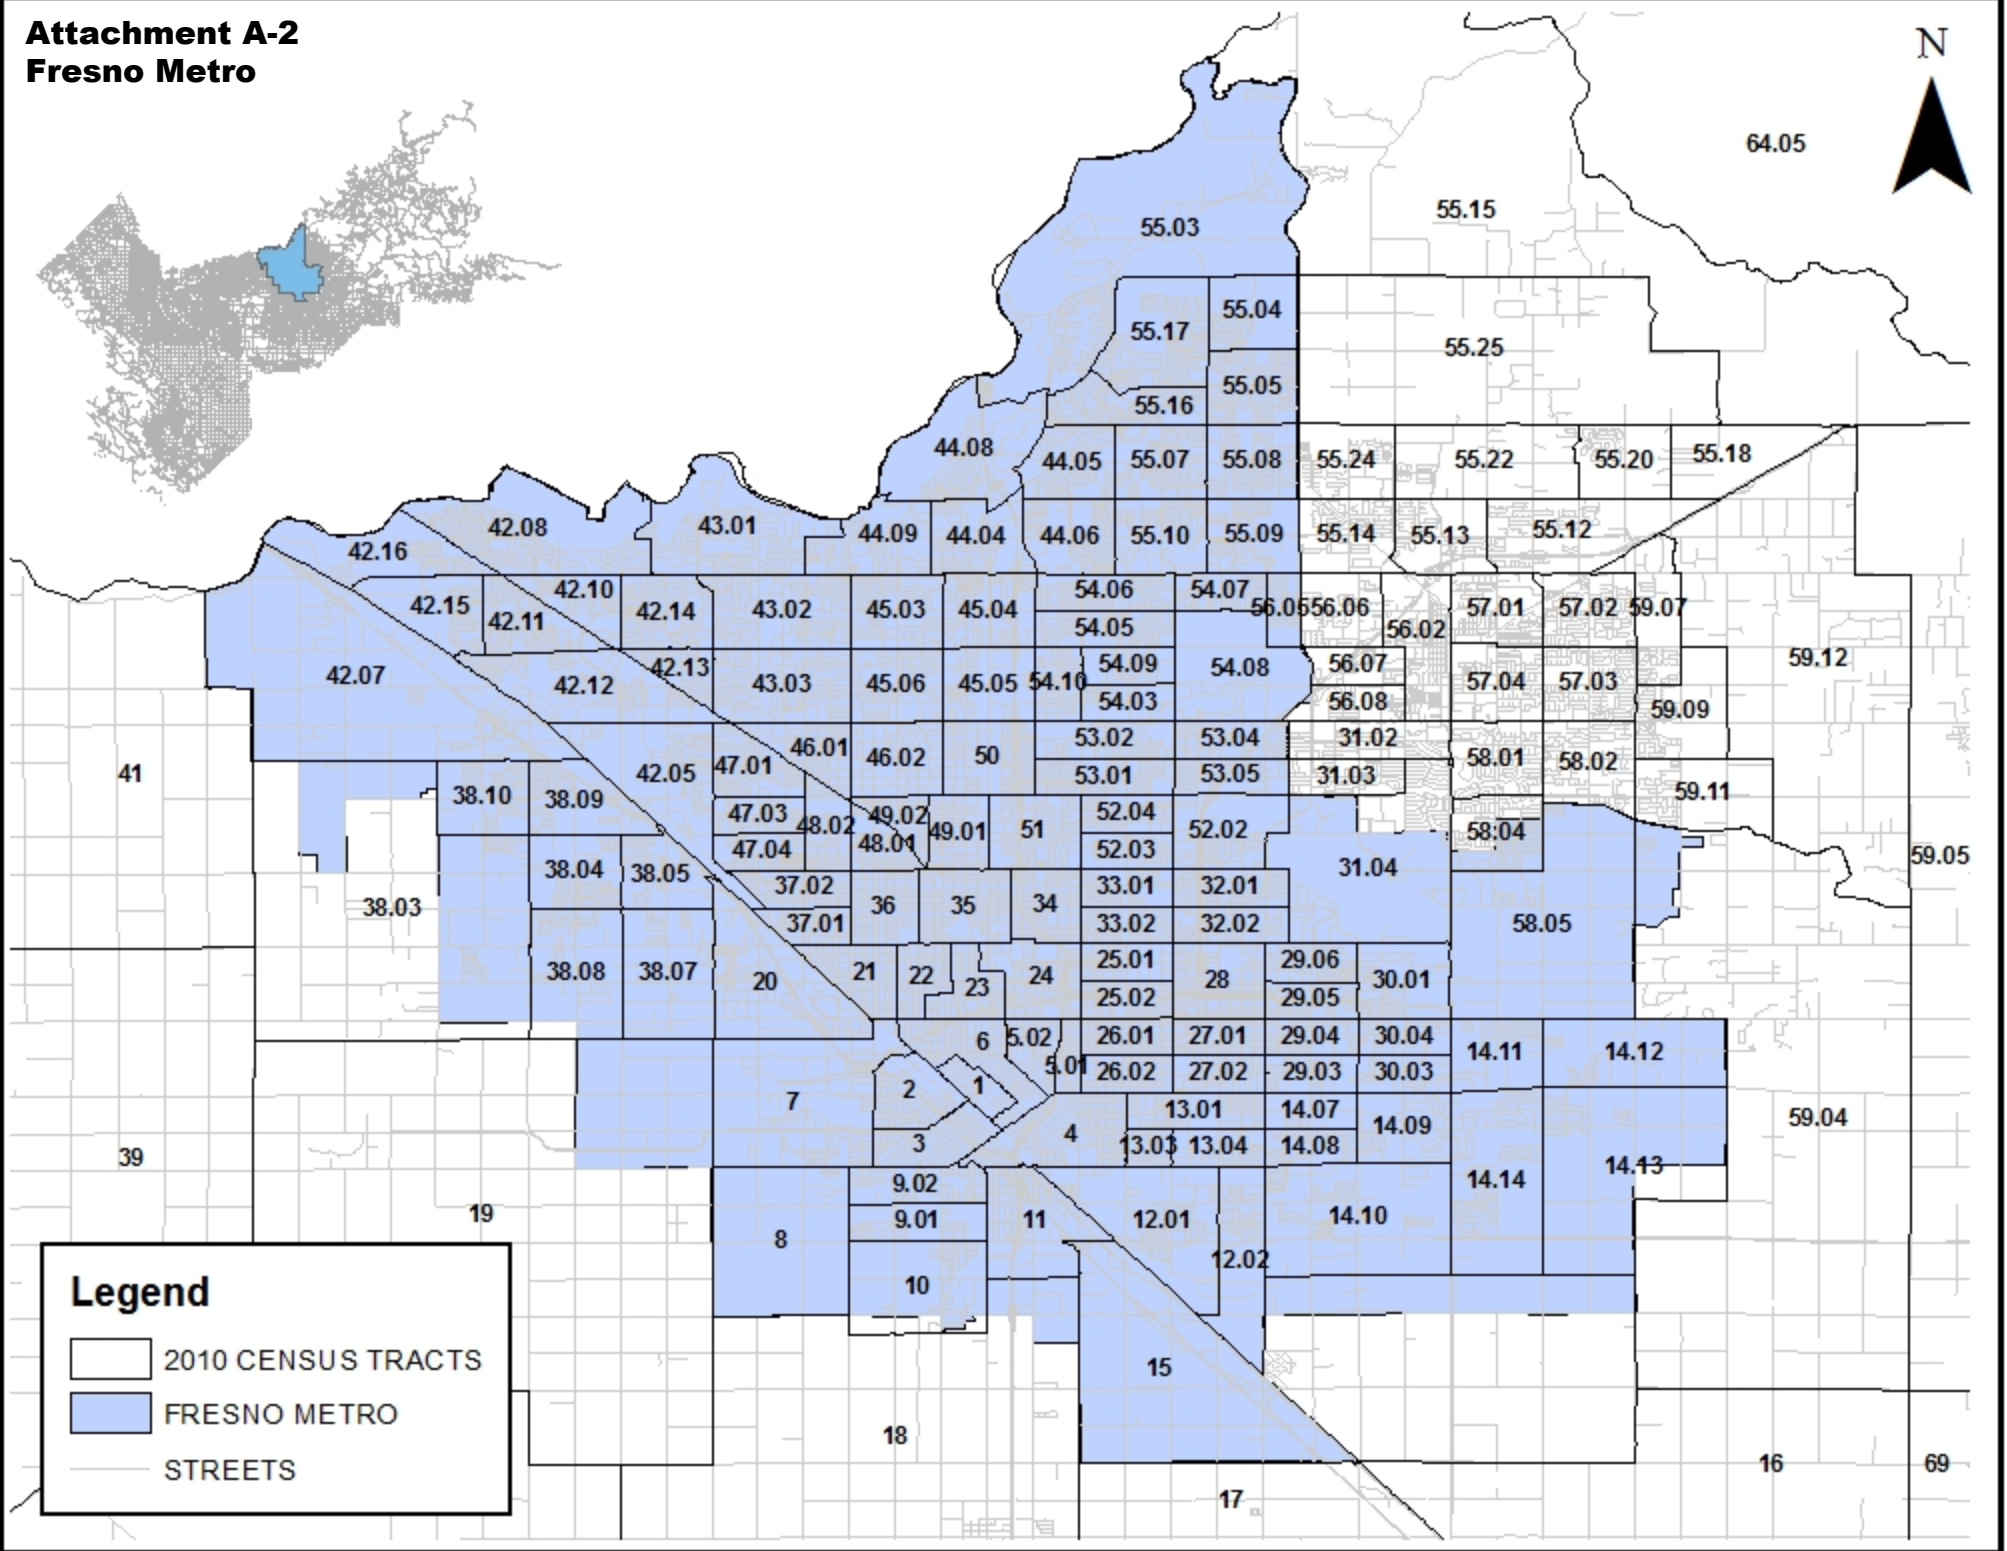 Attachment A-2
Fresno Metro
N
64.05
55.15
55.03
55.04
55.17
55.25
55.05
55.16
44.08
44.05 55.07 55.08 55.24 55.22 55.20 55.18
42.08 43.01 44.09 44.04 44.06 55.10 55.09 55.14 55.13 55.12
42.16
42.15 42.11 42.10 42.14 43.02 45.03 45.04 54.06 54.07 56.05 56.06 57.01 57.02 59.07
54.05 56.02
42.07 42.12 42.13 43.03 45.06 45.05 54.10 54.09 54.08 56.07 57.04 57.03 59.12
54.03 56.08 59.09
41 42.05 47.01 46.01 46.02 50 53.02 53.04 31.02 58.01 58.02
53.01 53.05 31.03 59.11
38.10 38.09 47.03 48.02 49.02 49.01 51 52.04 52.02 58.04
47.04 48.01 52.03 59.05
38.04 38.05 37.02 36 35 34 33.01 32.01 31.04
38.03 37.01 33.02 32.02 58.05
38.08 38.07 20 21 22 23 24 25.01 28 29.06 30.01
25.02 29.05
6 5.02 26.01 27.01 29.04 30.04 14.11 14.12
7 2 1 5.01 26.02 27.02 29.03 30.03
39 3 4 13.01 14.07 14.09 59.04
13.03 13.04 14.08 14.13
19 8 9.02 14.14
9.01 11 12.01 14.10
10 12.02
15
18 16 69
17
Legend
2010 CENSUS TRACTS
FRESNO METRO
STREETS